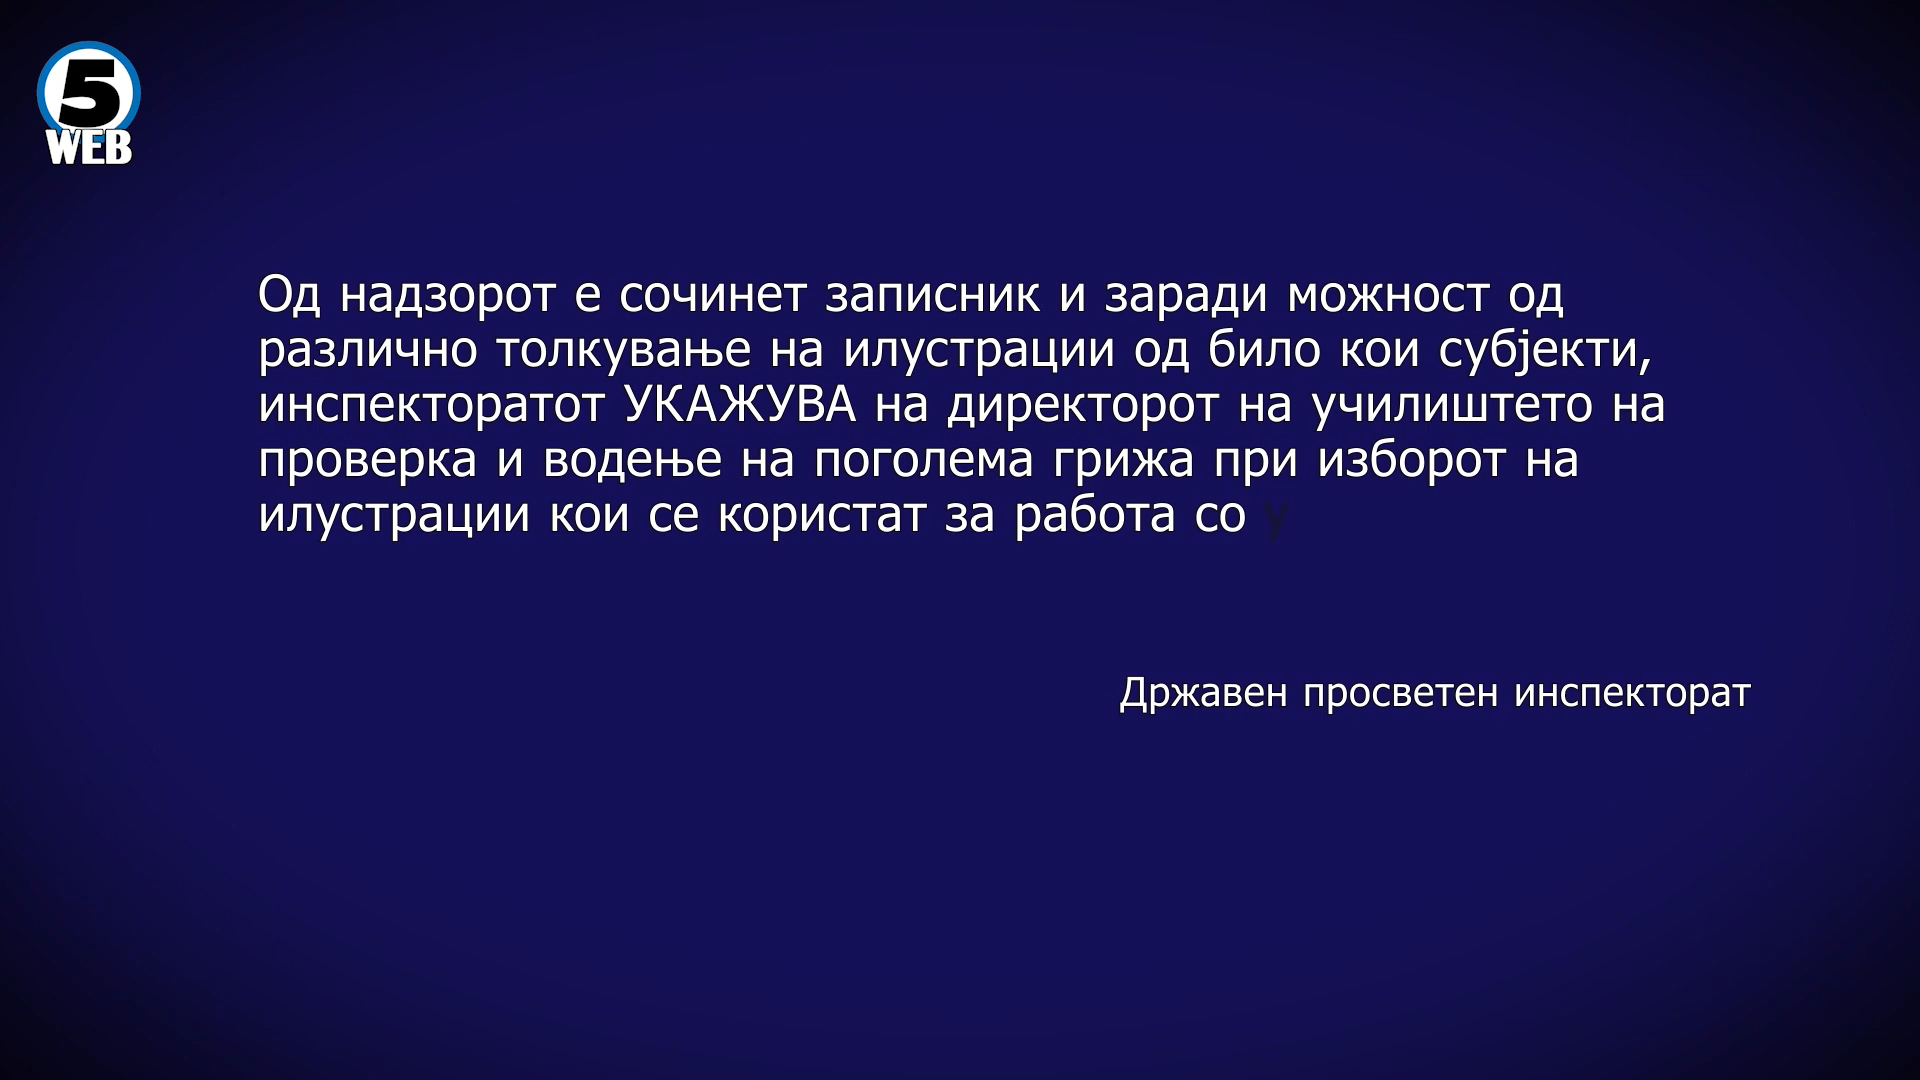 5
WEB
Од надзорот е сочинет записник и заради можност од
различно толкување на илустрации од било кои субјекти,
инспекторатот УКАЖУВА на директорот на училиштето на
проверка и водење на поголема грижа при изборот на
илустрации кои се користат за работа со у
Државен просветен инспекторат